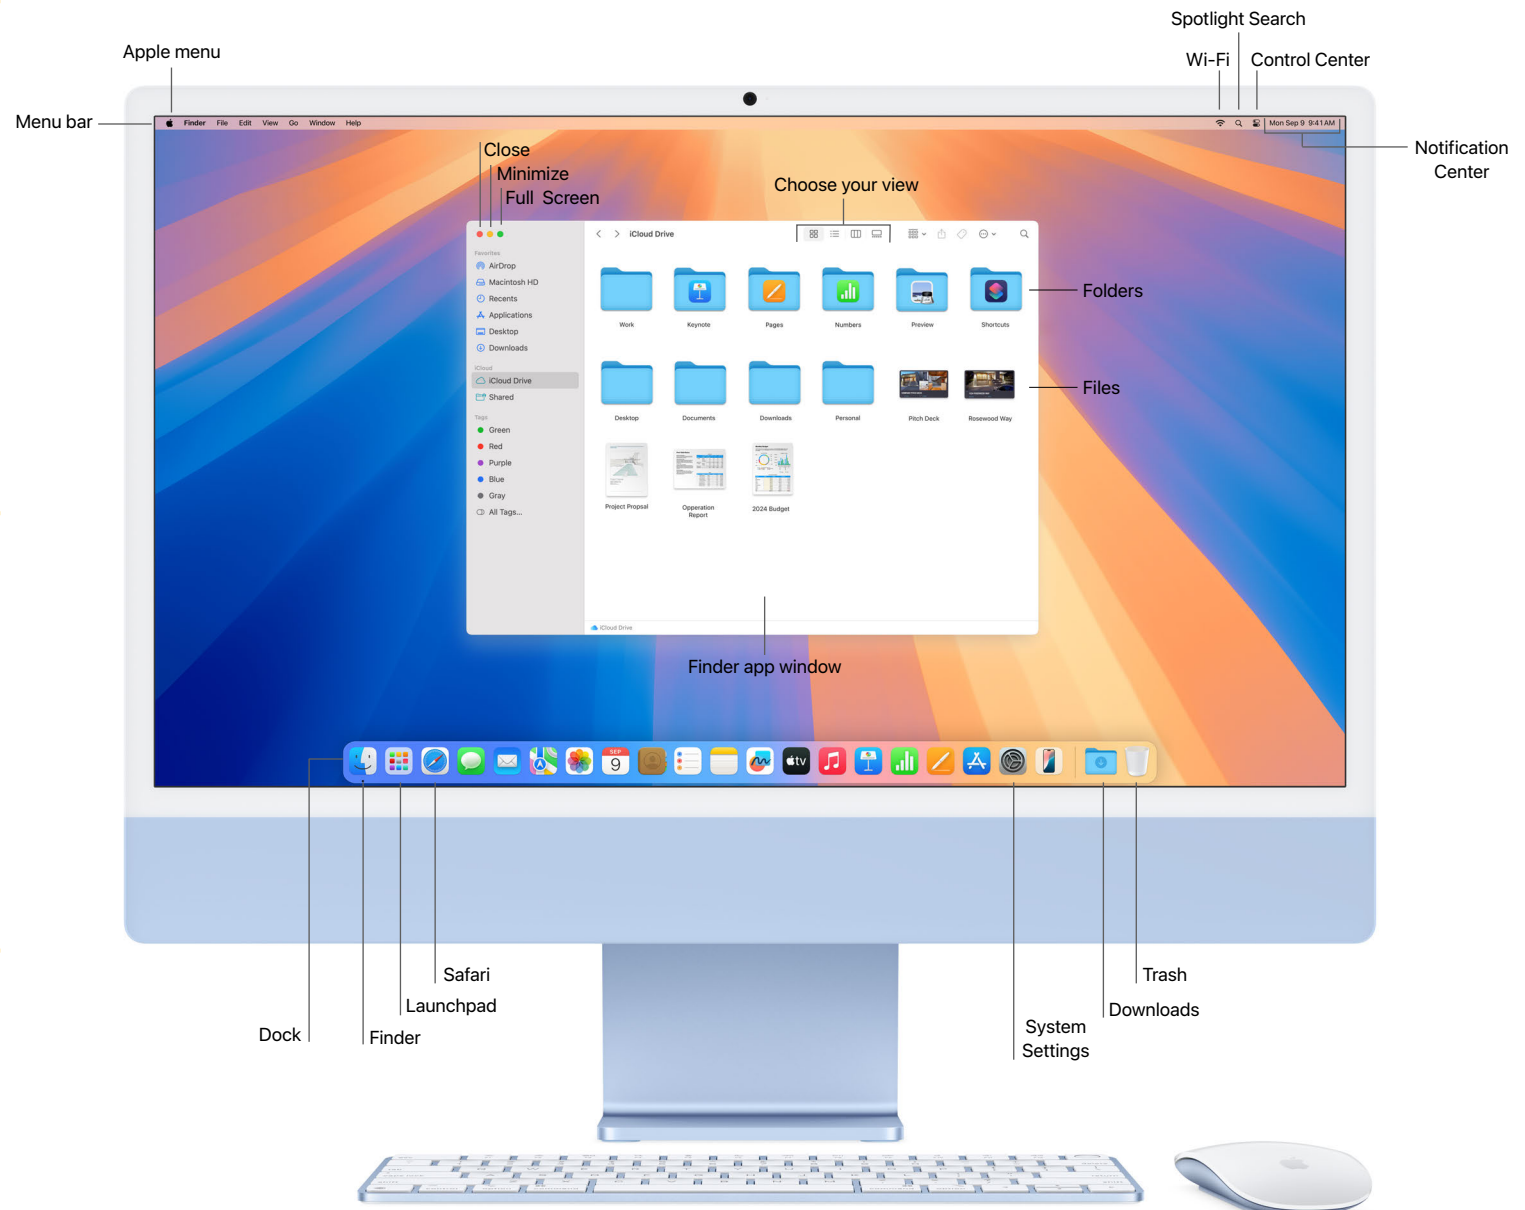 Spotlight Search
Apple menu
Wi-Fi
Control Center
Menu bar
Finder File Edit View Go Window Help
Mon Sep 9 9:41 AM
Notification
Center
Close
Minimize
Full Screen
Choose your view
iCloud Drive
Favorites
AirDrop
Macintosh HD
Recents
Applications
Desktop
Downloads
iCloud
iCloud Drive
Shared
Tags
Green
Red
Purple
Blue
Gray
All Tags...
Work
Keynote
Pages
Numbers
Preview
Shortcuts
Folders
Desktop
Documents
Downloads
Personal
Pitch Deck
Rosewood Way
Files
Project Propsal
Opperation
Report
2024 Budget
iCloud Drive
Finder app window
SEP
9
tv
Safari
Launchpad
Dock
Finder
Trash
Downloads
System
Settings